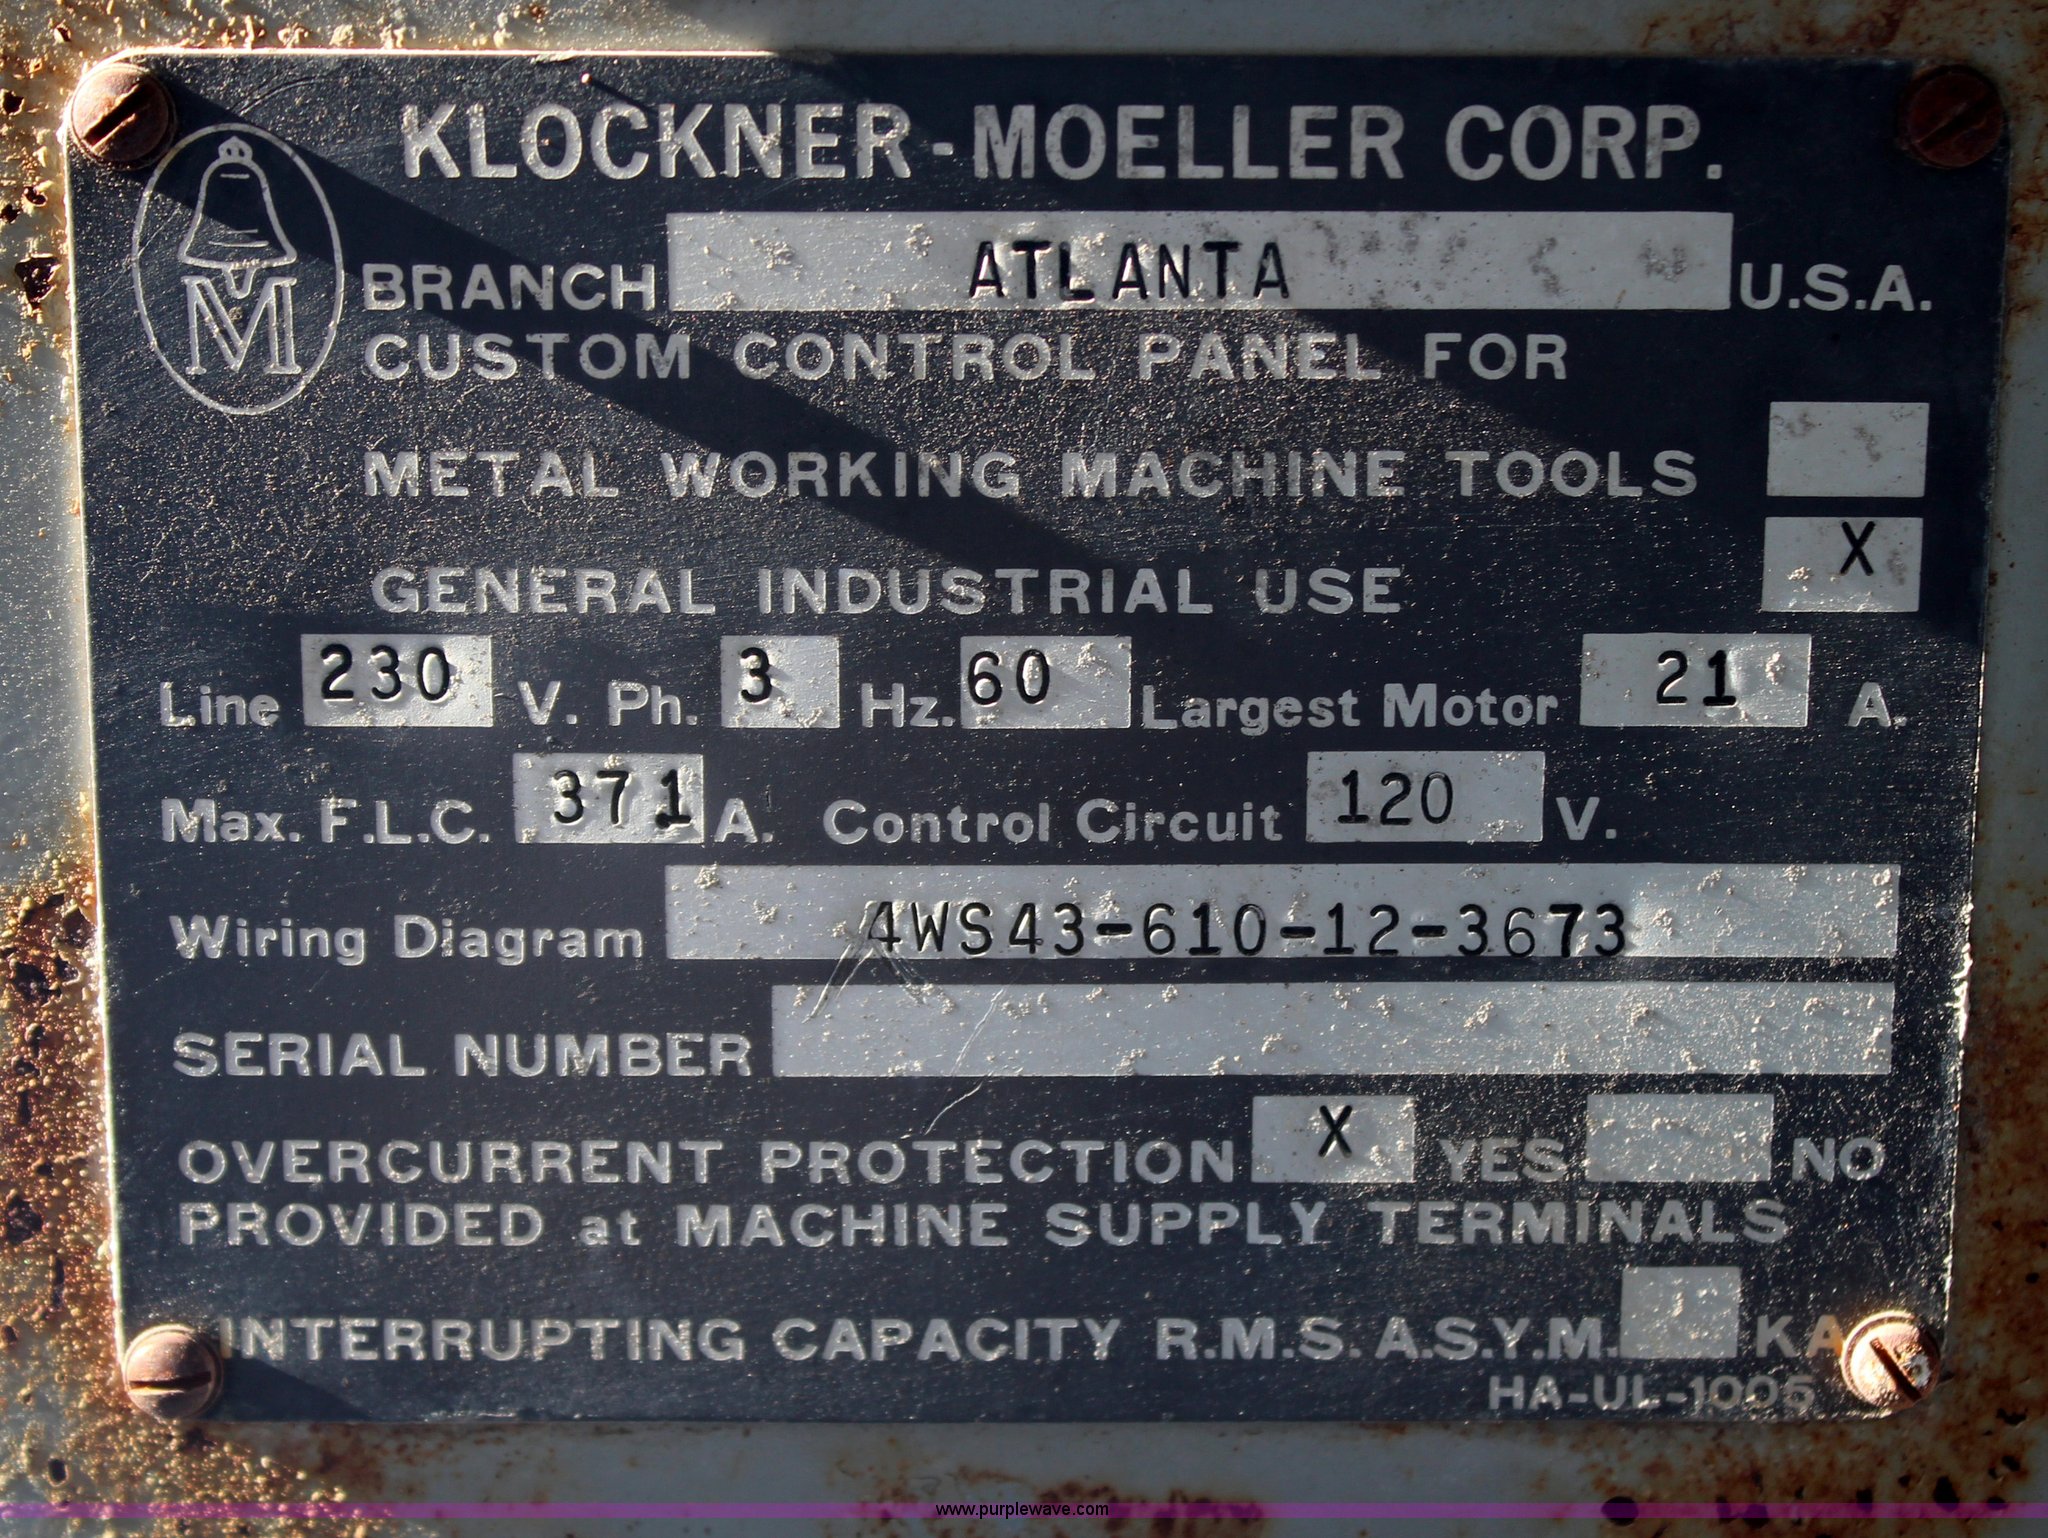 KLOCKNER-MOELLER CORP.
M
BRANCH ATLANTA U.S.A.
CUSTOM CONTROL PANEL FOR
METAL WORKING MACHINE TOOLS
GENERAL INDUSTRIAL USE X
Line 230 V. Ph. 3 Hz. 60 Largest Motor 21 A.
Max. F.L.C. 371 A. Control Circuit 120 V.
Wiring Diagram 4WS43-610-12-3673
SERIAL NUMBER
OVERCURRENT PROTECTION X YES NO
PROVIDED at MACHINE SUPPLY TERMINALS
INTERRUPTING CAPACITY R.M.S. A.S.Y.M. KA
HA-UL-1005
www.purplewave.com